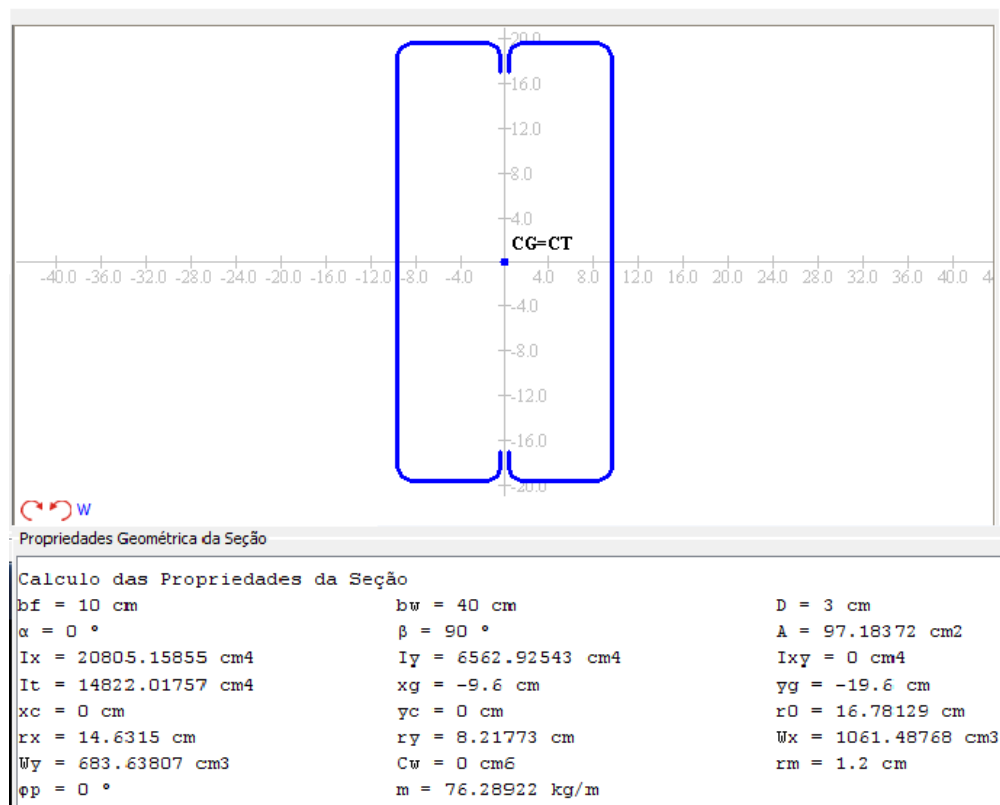 20.0
16.0
12.0
8.0
4.0
CG=CT
-40.0 -36.0 -32.0 -28.0 -24.0 -20.0 -16.0 -12.0 -8.0 -4.0 4.0 8.0 12.0 16.0 20.0 24.0 28.0 32.0 36.0 40.0 4
-4.0
-8.0
-12.0
-16.0
-20.0
W
Propriedades Geométrica da Seção
Calculo das Propriedades da Seção
bf = 10 cm bw = 40 cm D = 3 cm
α = 0 ° β = 90 ° A = 97.18372 cm2
Ix = 20805.15855 cm4 Iy = 6562.92543 cm4 Ixy = 0 cm4
It = 14822.01757 cm4 xg = -9.6 cm yg = -19.6 cm
xc = 0 cm yc = 0 cm r0 = 16.78129 cm
rx = 14.6315 cm ry = 8.21773 cm Wx = 1061.48768 cm3
Wy = 683.63807 cm3 Cw = 0 cm6 rm = 1.2 cm
φp = 0 ° m = 76.28922 kg/m